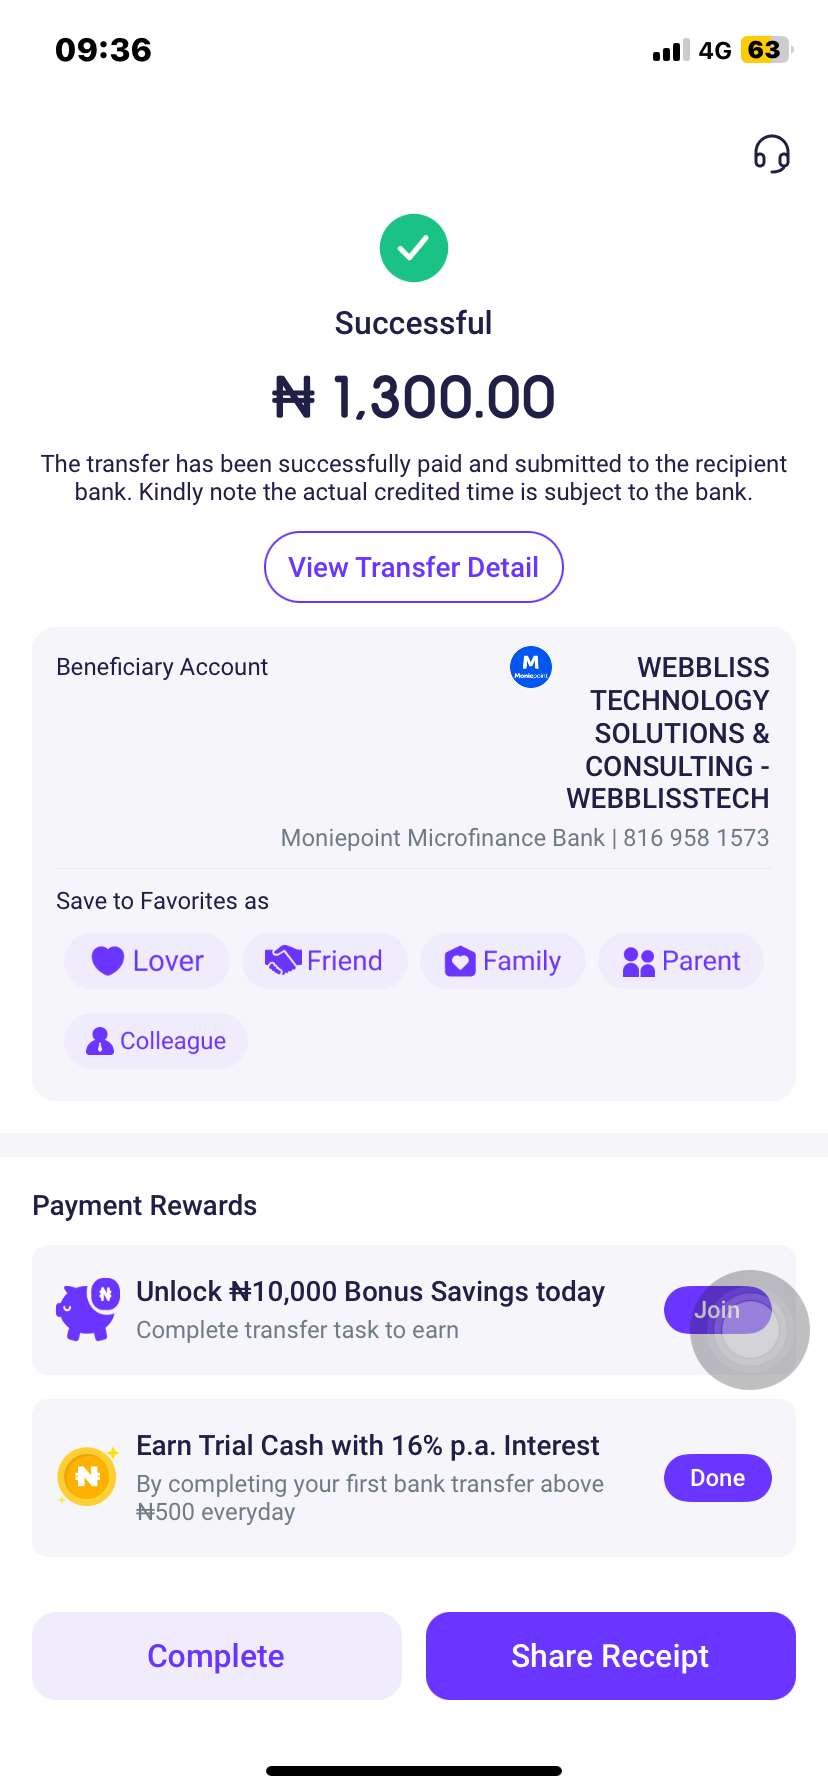 09:36
4G 63
Successful
₦ 1,300.00
The transfer has been successfully paid and submitted to the recipient
bank. Kindly note the actual credited time is subject to the bank.
View Transfer Detail
Beneficiary Account
M
Moniepoint
WEBBLISS
TECHNOLOGY
SOLUTIONS &
CONSULTING -
WEBBLISSTECH
Moniepoint Microfinance Bank | 816 958 1573
Save to Favorites as
Lover Friend Family Parent
Colleague
Payment Rewards
₦
Unlock ₦10,000 Bonus Savings today
Complete transfer task to earn
Join
₦
Earn Trial Cash with 16% p.a. Interest
By completing your first bank transfer above
₦500 everyday
Done
Complete
Share Receipt